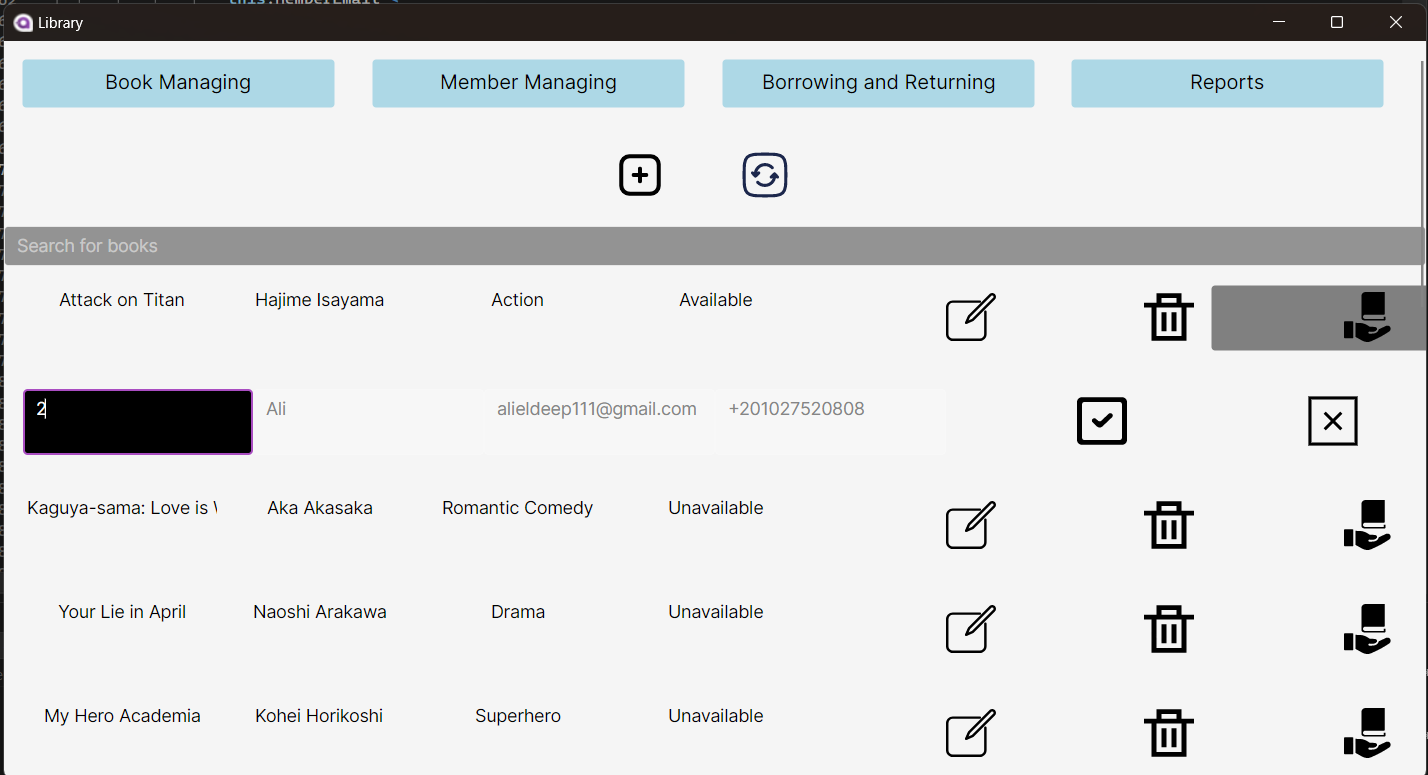 Library
Book Managing Member Managing Borrowing and Returning Reports
Search for books
Attack on Titan Hajime Isayama Action Available
2 Ali alieldeep111@gmail.com +201027520808
Kaguya-sama: Love is Aka Akasaka Romantic Comedy Unavailable
Your Lie in April Naoshi Arakawa Drama Unavailable
My Hero Academia Kohei Horikoshi Superhero Unavailable